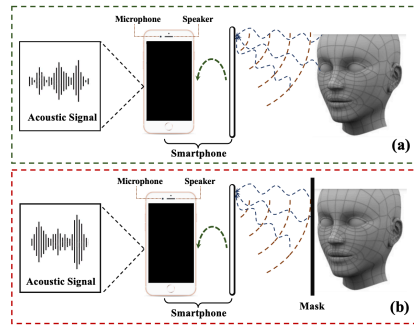 Microphone Speaker
Acoustic Signal
Smartphone
(a)
Microphone Speaker
Acoustic Signal
Smartphone
Mask
(b)